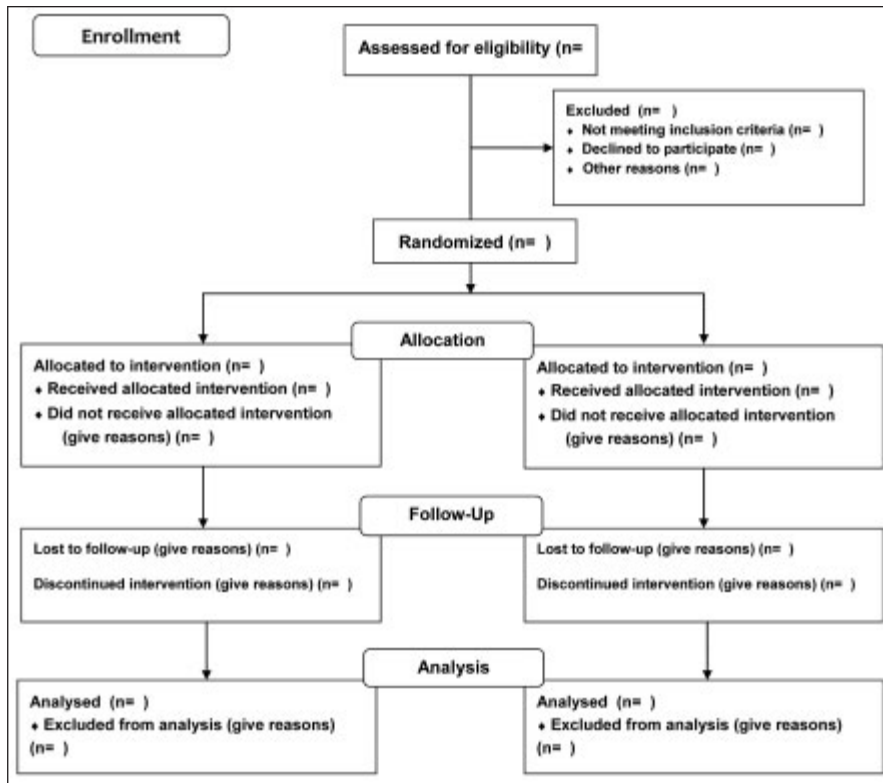 Enrollment
Assessed for eligibility (n=
Excluded (n= )
♦ Not meeting inclusion criteria (n= )
♦ Declined to participate (n= )
♦ Other reasons (n= )
Randomized (n= )
Allocation
Allocated to intervention (n= )
♦ Received allocated intervention (n= )
♦ Did not receive allocated intervention
(give reasons) (n= )
Allocated to intervention (n= )
♦ Received allocated intervention (n= )
♦ Did not receive allocated intervention
(give reasons) (n= )
Follow-Up
Lost to follow-up (give reasons) (n= )
Discontinued intervention (give reasons) (n= )
Lost to follow-up (give reasons) (n= )
Discontinued intervention (give reasons) (n= )
Analysis
Analysed (n= )
♦ Excluded from analysis (give reasons)
(n= )
Analysed (n= )
♦ Excluded from analysis (give reasons)
(n= )